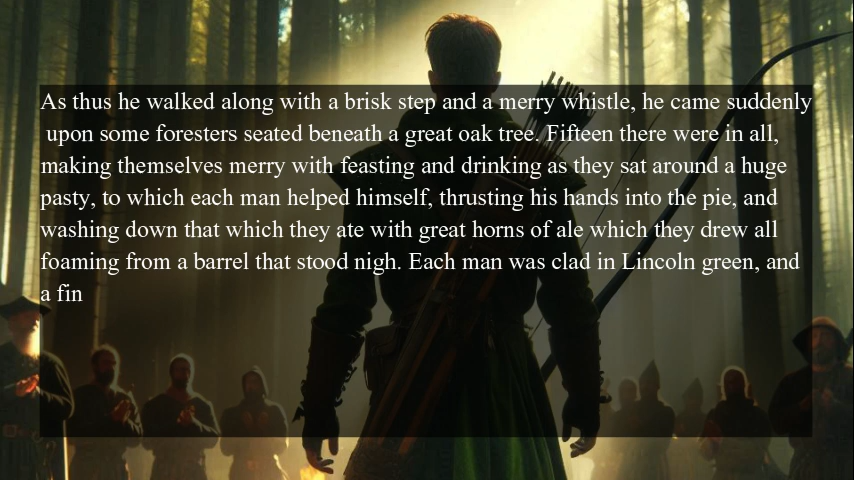 As thus he walked along with a brisk step and a merry whistle, he came suddenly
upon some foresters seated beneath a great oak tree. Fifteen there were in all,
making themselves merry with feasting and drinking as they sat around a huge
pasty, to which each man helped himself, thrusting his hands into the pie, and
washing down that which they ate with great horns of ale which they drew all
foaming from a barrel that stood nigh. Each man was clad in Lincoln green, and
a fin